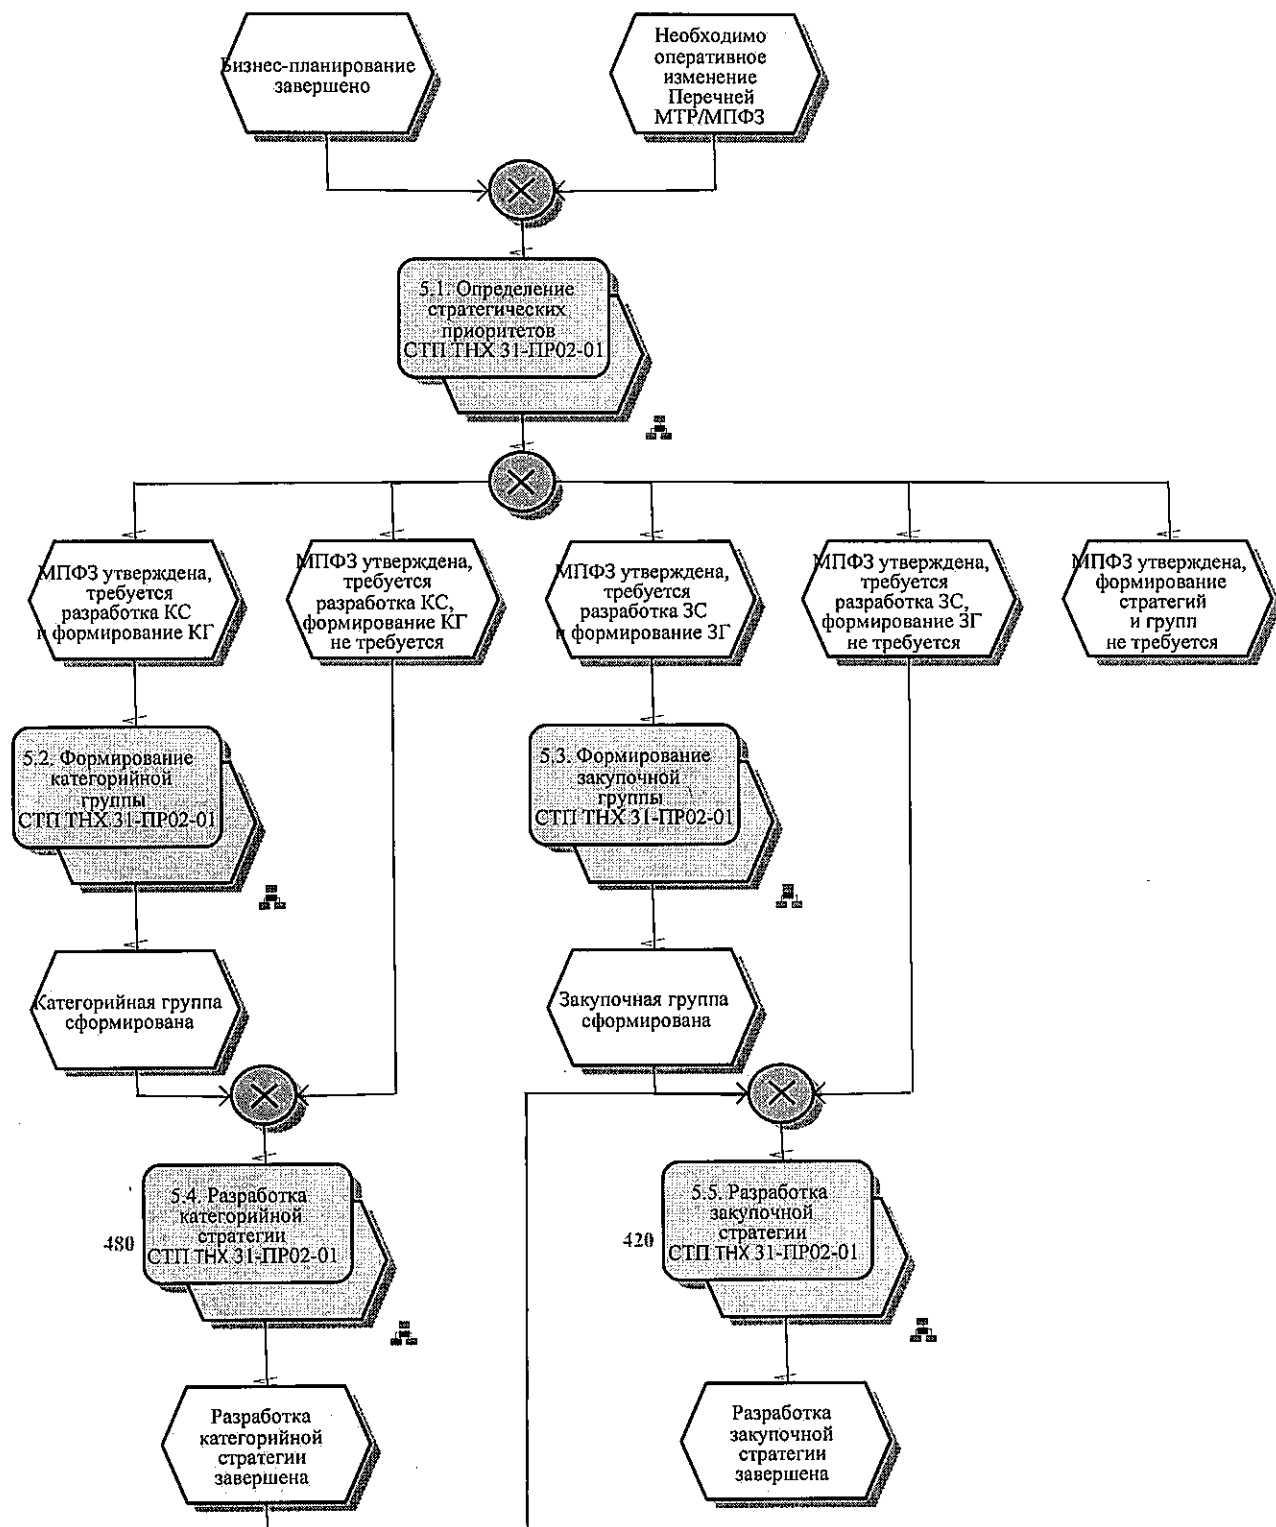 Бизнес-планирование
завершено
Необходимо
оперативное
изменение
Перечней
МТР/МПФЗ
5.1. Определение
стратегических
приоритетов
СТП ТНХ 31-ПР02-01
МПФЗ утверждена,
требуется
разработка КС
и формирование КГ
МПФЗ утверждена,
требуется
разработка КС,
формирование КГ
не требуется
МПФЗ утверждена,
требуется
разработка ЗС
и формирование ЗГ
МПФЗ утверждена,
требуется
разработка ЗС,
формирование ЗГ
не требуется
МПФЗ утверждена,
формирование
стратегий
и групп
не требуется
5.2. Формирование
категорийной
группы
СТП ТНХ 31-ПР02-01
5.3. Формирование
закупочной
группы
СТП ТНХ 31-ПР02-01
Категорийная группа
сформирована
Закупочная группа
сформирована
480
5.4. Разработка
категорийной
стратегии
СТП ТНХ 31-ПР02-01
420
5.5. Разработка
закупочной
стратегии
СТП ТНХ 31-ПР02-01
Разработка
категорийной
стратегии
завершена
Разработка
закупочной
стратегии
завершена